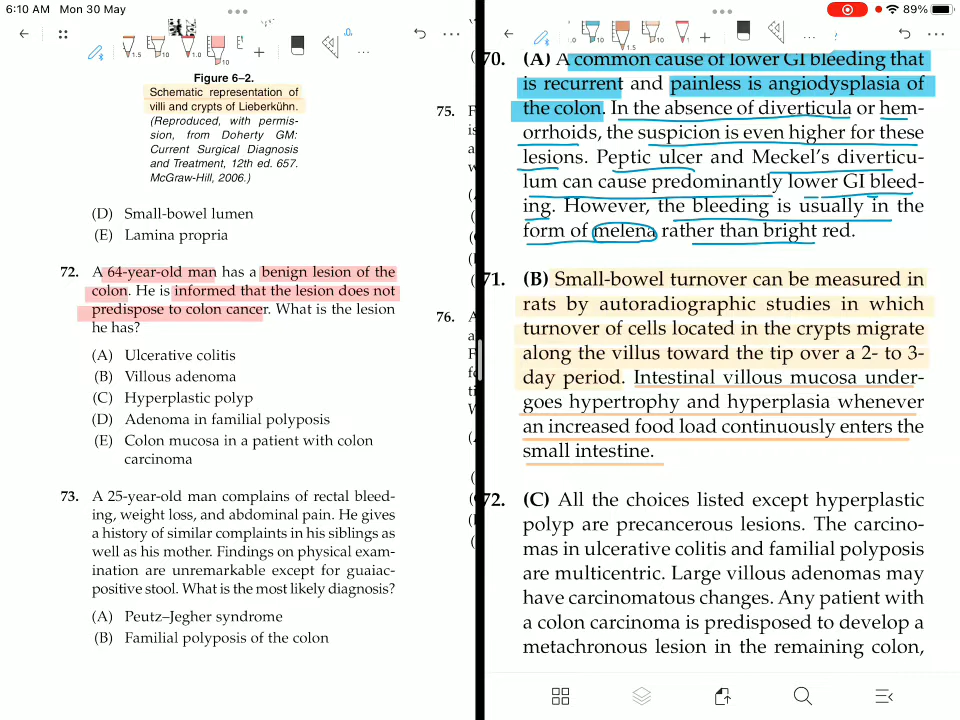 6:10 AM Mon 30 May
89%
1.5
10
1.0
10
Figure 6–2.
Schematic representation of
villi and crypts of Lieberkühn.
(Reproduced, with permis-
sion, from Doherty GM:
Current Surgical Diagnosis
and Treatment, 12th ed. 657.
McGraw-Hill, 2006.)
(D) Small-bowel lumen
(E) Lamina propria
72. A 64-year-old man has a benign lesion of the
colon. He is informed that the lesion does not
predispose to colon cancer. What is the lesion
he has?
(A) Ulcerative colitis
(B) Villous adenoma
(C) Hyperplastic polyp
(D) Adenoma in familial polyposis
(E) Colon mucosa in a patient with colon
carcinoma
73. A 25-year-old man complains of rectal bleed-
ing, weight loss, and abdominal pain. He gives
a history of similar complaints in his siblings as
well as his mother. Findings on physical exam-
ination are unremarkable except for guaiac-
positive stool. What is the most likely diagnosis?
(A) Peutz–Jegher syndrome
(B) Familial polyposis of the colon
75.
76.
10
1.5
10
1.0
70. (A) A common cause of lower GI bleeding that
is recurrent and painless is angiodysplasia of
the colon. In the absence of diverticula or hem-
orrhoids, the suspicion is even higher for these
lesions. Peptic ulcer and Meckel's diverticu-
lum can cause predominantly lower GI bleed-
ing. However, the bleeding is usually in the
form of melena rather than bright red.
71. (B) Small-bowel turnover can be measured in
rats by autoradiographic studies in which
turnover of cells located in the crypts migrate
along the villus toward the tip over a 2- to 3-
day period. Intestinal villous mucosa under-
goes hypertrophy and hyperplasia whenever
an increased food load continuously enters the
small intestine.
72. (C) All the choices listed except hyperplastic
polyp are precancerous lesions. The carcino-
mas in ulcerative colitis and familial polyposis
are multicentric. Large villous adenomas may
have carcinomatous changes. Any patient with
a colon carcinoma is predisposed to develop a
metachronous lesion in the remaining colon,